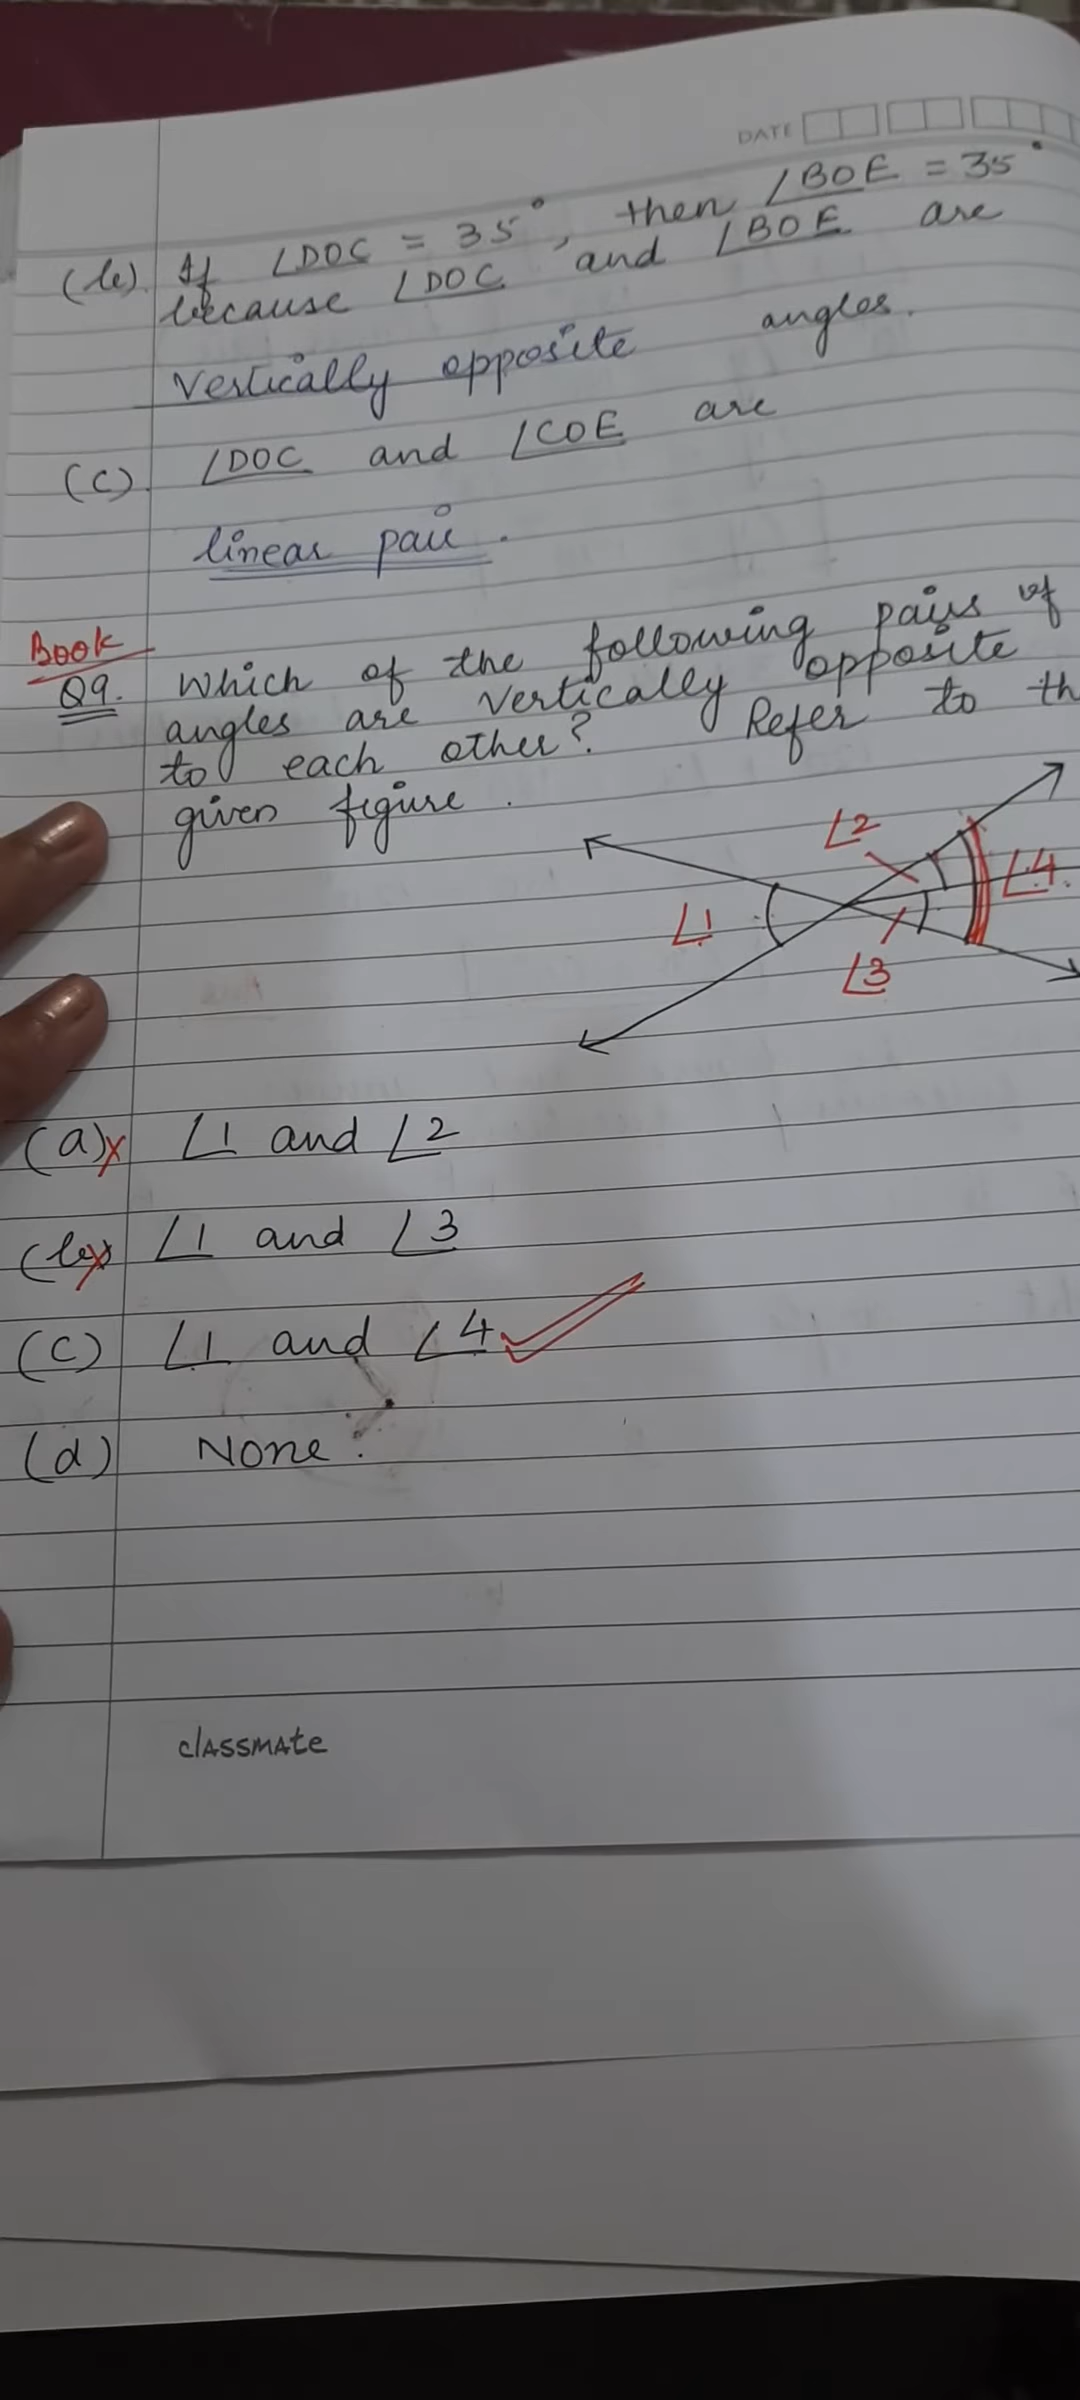 DATE
(b). If ∠DOC = 35°, then ∠BOE = 35°
because ∠DOC and ∠BOE are
Vertically opposite angles.
(c). ∠DOC and ∠COE are
linear pair.
Book
Q9. Which of the following pairs of
angles are vertically opposite
to each other? Refer to th
given figure.
∠2
∠4.
∠1
∠3
(a)x ∠1 and ∠2
(b)x ∠1 and ∠3
(c) ∠1 and ∠4 ✓
(d) None.
classmate